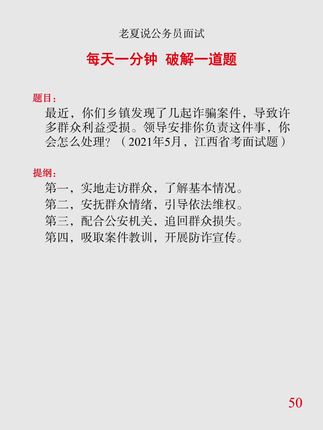 老夏说公务员面试
每天一分钟 破解一道题
题目：
最近，你们乡镇发现了几起诈骗案件，导致许
多群众利益受损。领导安排你负责这件事，你
会怎么处理？（2021年5月，江西省考面试题）
提纲：
第一，实地走访群众，了解基本情况。
第二，安抚群众情绪，引导依法维权。
第三，配合公安机关，追回群众损失。
第四，吸取案件教训，开展防诈宣传。
50